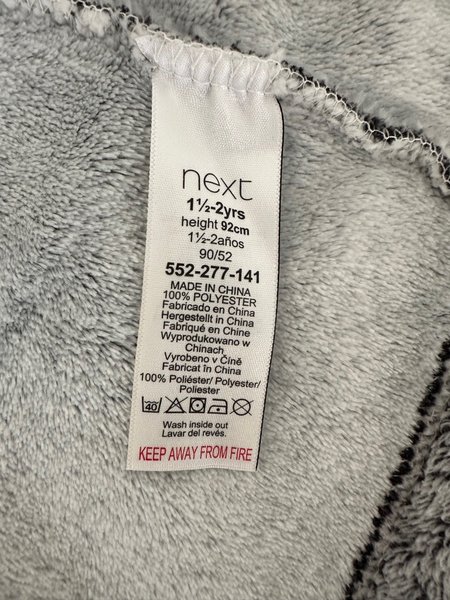 next
1½-2yrs
height 92cm
1½-2años
90/52
552-277-141
MADE IN CHINA
100% POLYESTER
Fabricado en China
Hergestellt in China
Fabriqué en Chine
Wyprodukowano w
Chinach
Vyrobeno v Číně
Fabricat în China
100% Poliéster/ Polyester/
Poliester
40
Wash inside out
Lavar del revés.
KEEP AWAY FROM FIRE